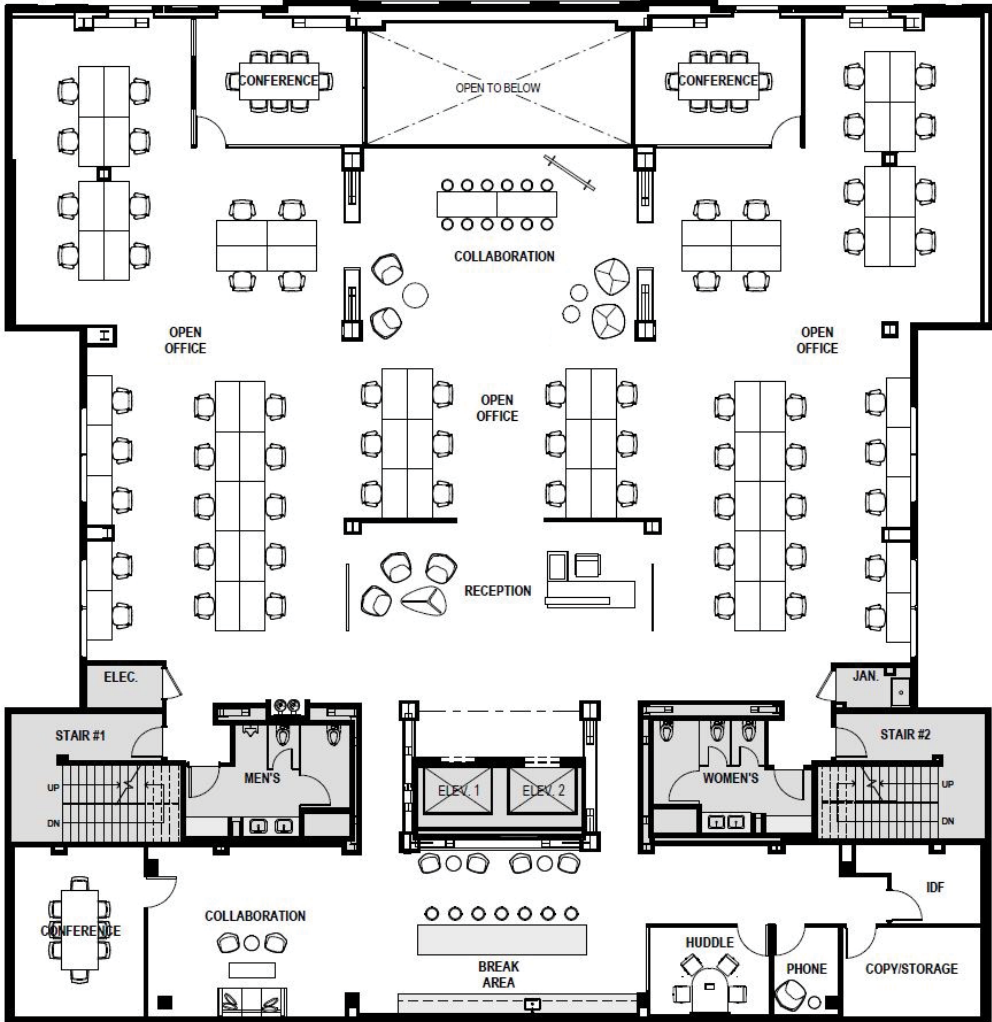 CONFERENCE
OPEN TO BELOW
CONFERENCE
COLLABORATION
OPEN
OFFICE
OPEN
OFFICE
OPEN
OFFICE
RECEPTION
ELEC.
JAN.
STAIR #1
STAIR #2
MEN'S
WOMEN'S
UP
DN
ELEV. 1
ELEV. 2
UP
DN
IDF
COLLABORATION
CONFERENCE
HUDDLE
BREAK
AREA
PHONE
COPY/STORAGE